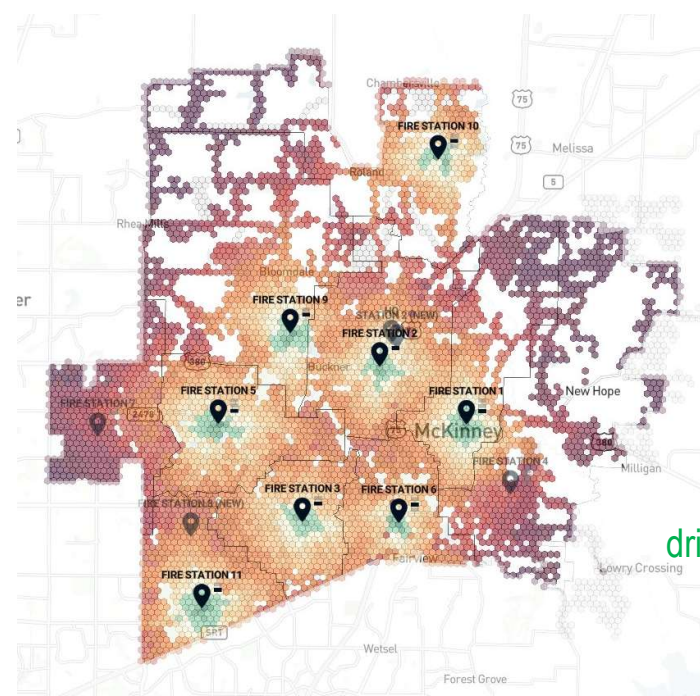 Chambersville
75
FIRE STATION 10
75
Melissa
Roland
5
Rhea Mills
Bloomdale
er
FIRE STATION 9
HQ
STATION 2 (NEW)
FIRE STATION 2
380
Buckner
FIRE STATION 5
FIRE STATION 1
New Hope
FIRE STATION 7
2478
McKinney
380
FIRE STATION 4
Milligan
FIRE STATION 3
FIRE STATION 6
FIRE STATION 8 (NEW)
dri
Fairview
Lowry Crossing
FIRE STATION 11
SRT
Wetsel
Forest Grove